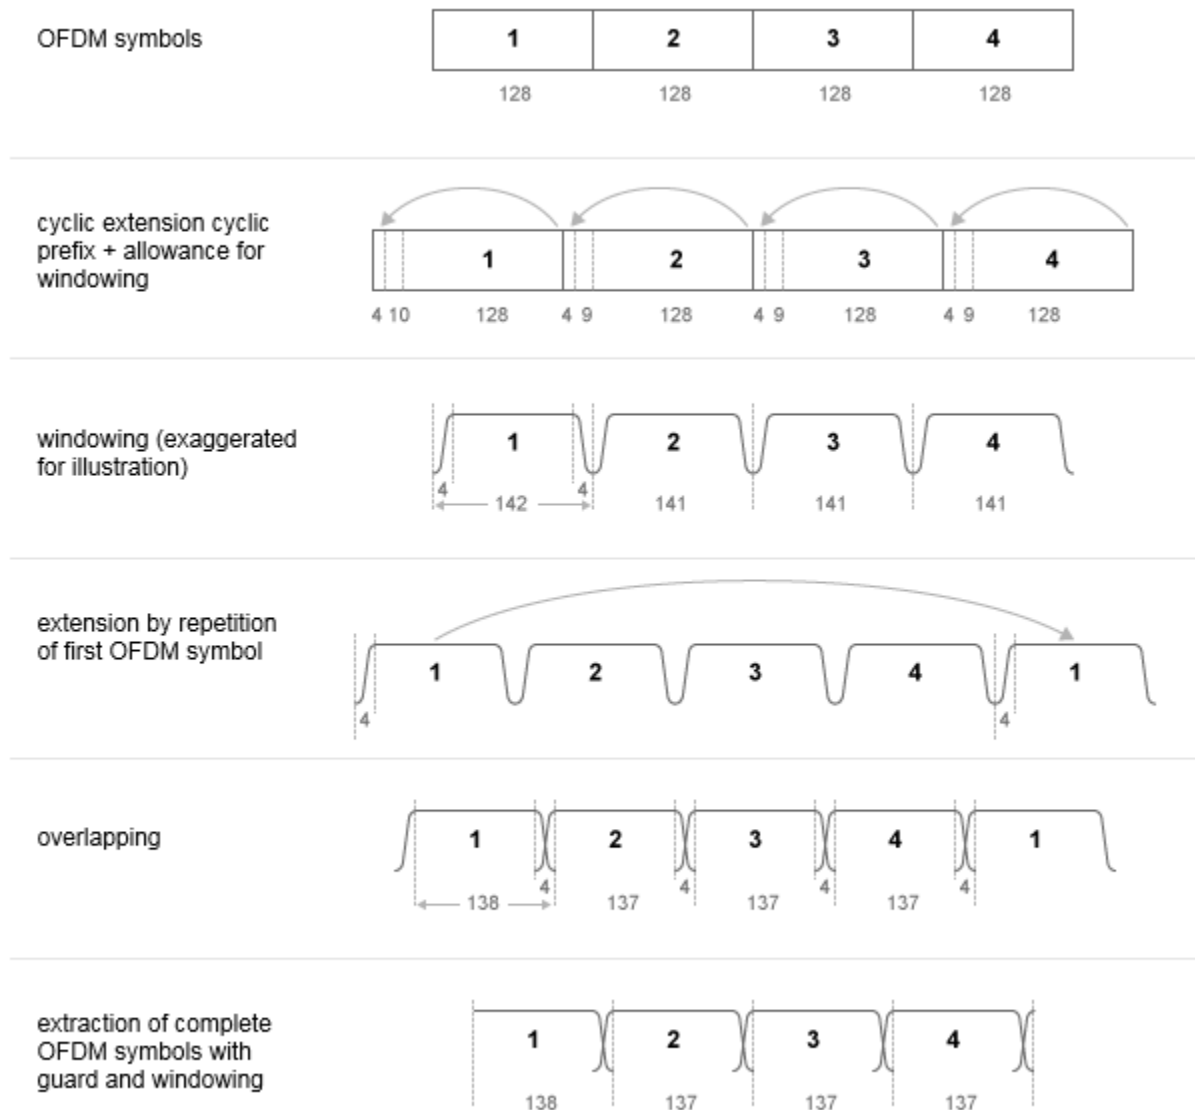 OFDM symbols
1 2 3 4
128 128 128 128
cyclic extension cyclic
prefix + allowance for
windowing
1 2 3 4
4 10 128 4 9 128 4 9 128 4 9 128
windowing (exaggerated
for illustration)
1 2 3 4
4 4
142 141 141 141
extension by repetition
of first OFDM symbol
1 2 3 4 1
4 4
overlapping
1 2 3 4 1
4 4 4 4
138 137 137 137
extraction of complete
OFDM symbols with
guard and windowing
1 2 3 4
138 137 137 137